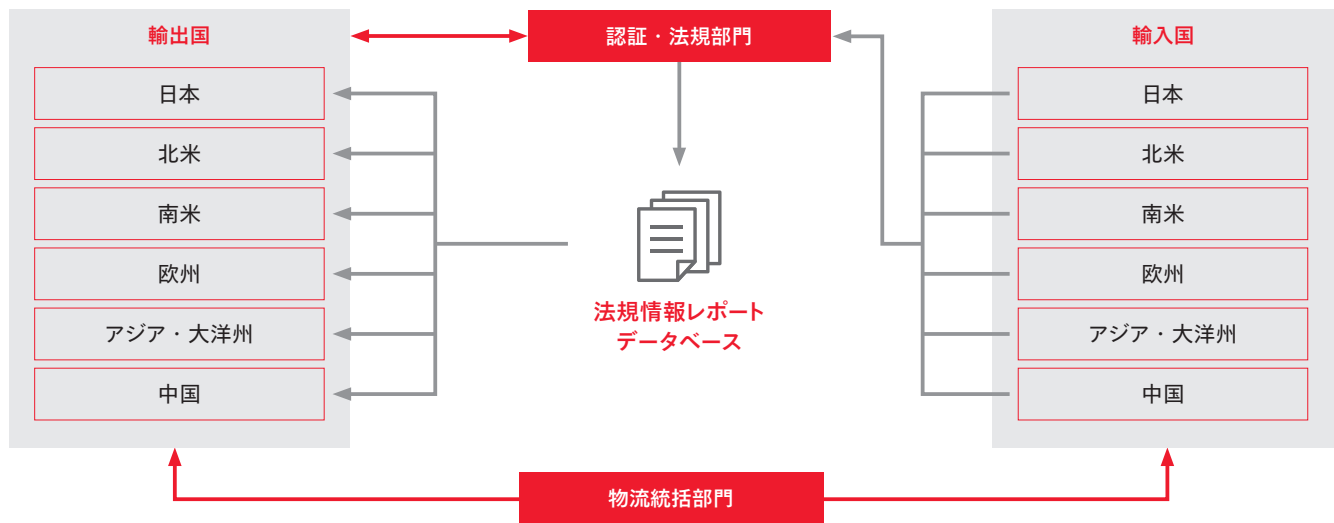 輸出国
日本
北米
南米
欧州
アジア・大洋州
中国
認証・法規部門
法規情報レポート
データベース
輸入国
日本
北米
南米
欧州
アジア・大洋州
中国
物流統括部門